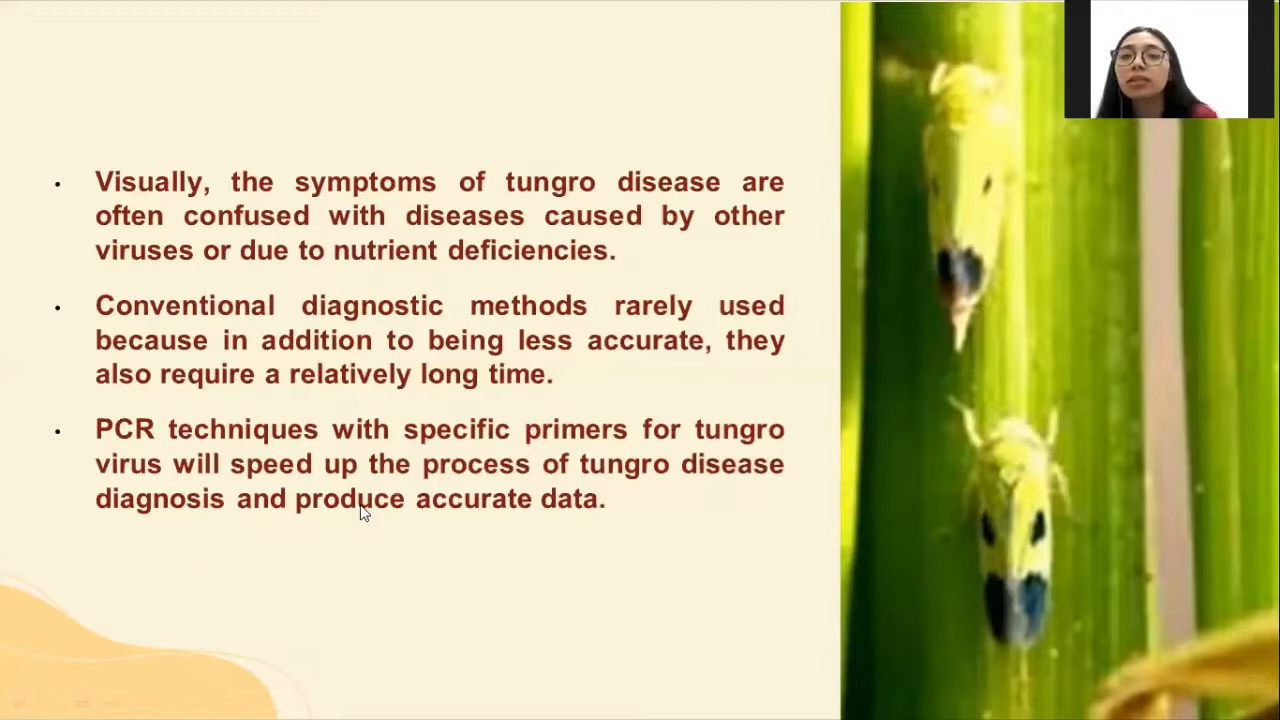 Visually, the symptoms of tungro disease are
often confused with diseases caused by other
viruses or due to nutrient deficiencies.
Conventional diagnostic methods rarely used
because in addition to being less accurate, they
also require a relatively long time.
PCR techniques with specific primers for tungro
virus will speed up the process of tungro disease
diagnosis and produce accurate data.